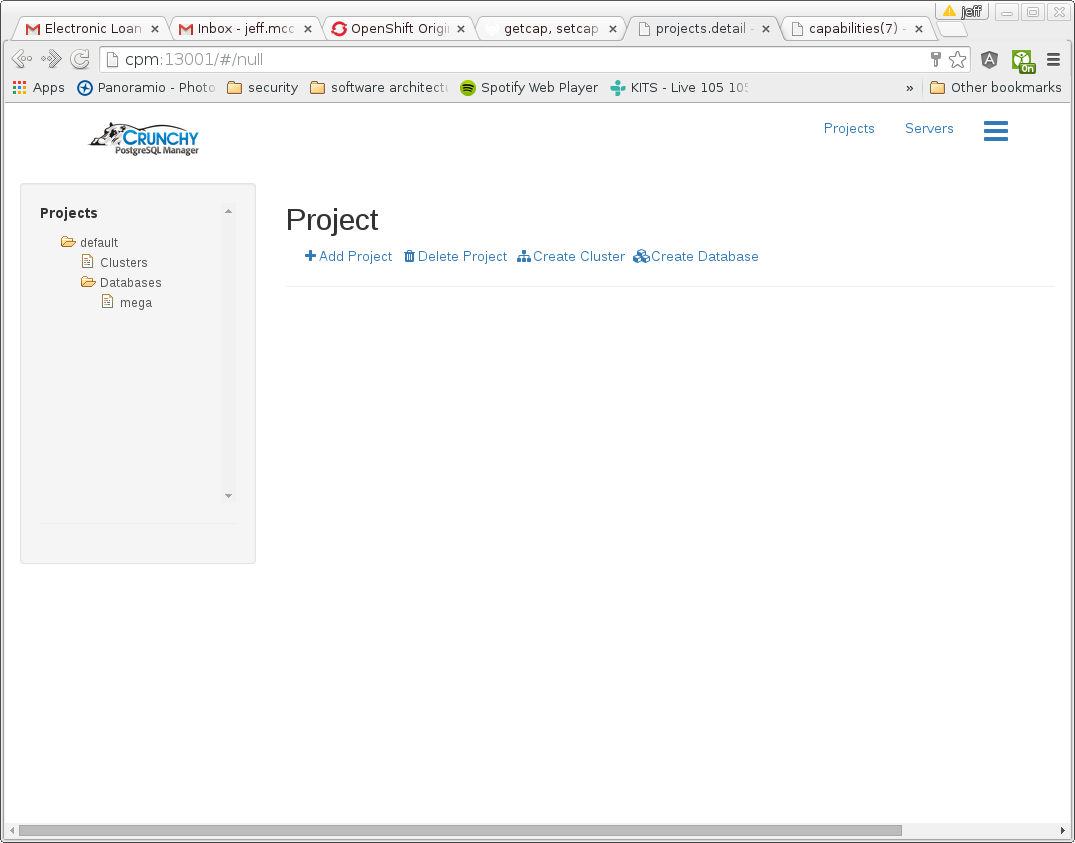 jeff
Electronic Loan Inbox - jeff.mcc OpenShift Origi getcap, setcap projects.detail - capabilities(7) -
cpm:13001/#/null On
Apps Panoramio - Photo security software architectu Spotify Web Player KITS - Live 105 105 » Other bookmarks
CRUNCHY
PostgreSQL Manager
Projects Servers
Projects
default
Clusters
Databases
mega
Project
Add Project Delete Project Create Cluster Create Database